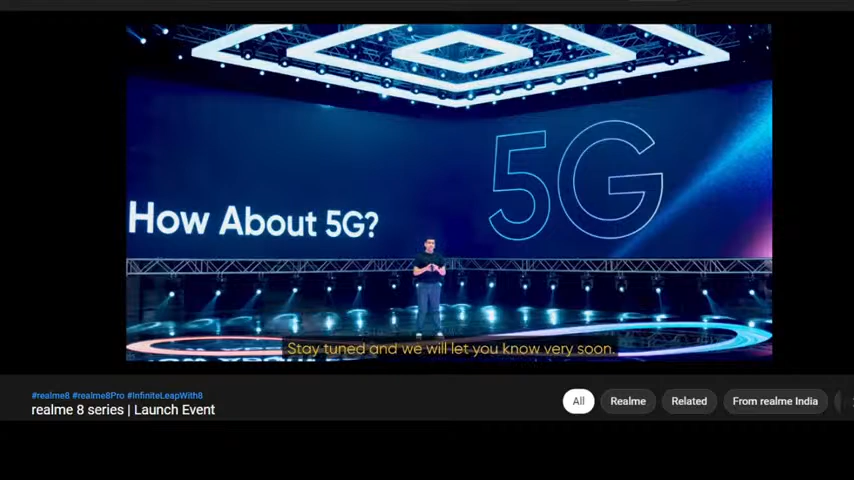 How About 5G?
5G
Stay tuned and we will let you know very soon.
#realme8 #realme8Pro #InfiniteLeapWith8
realme 8 series | Launch Event
All
Realme
Related
From realme India